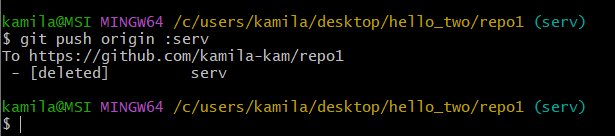 kamila@MSI MINGW64 /c/users/kamila/desktop/hello_two/repo1 (serv)
$ git push origin :serv
To https://github.com/kamila-kam/repo1
 - [deleted]         serv
kamila@MSI MINGW64 /c/users/kamila/desktop/hello_two/repo1 (serv)
$